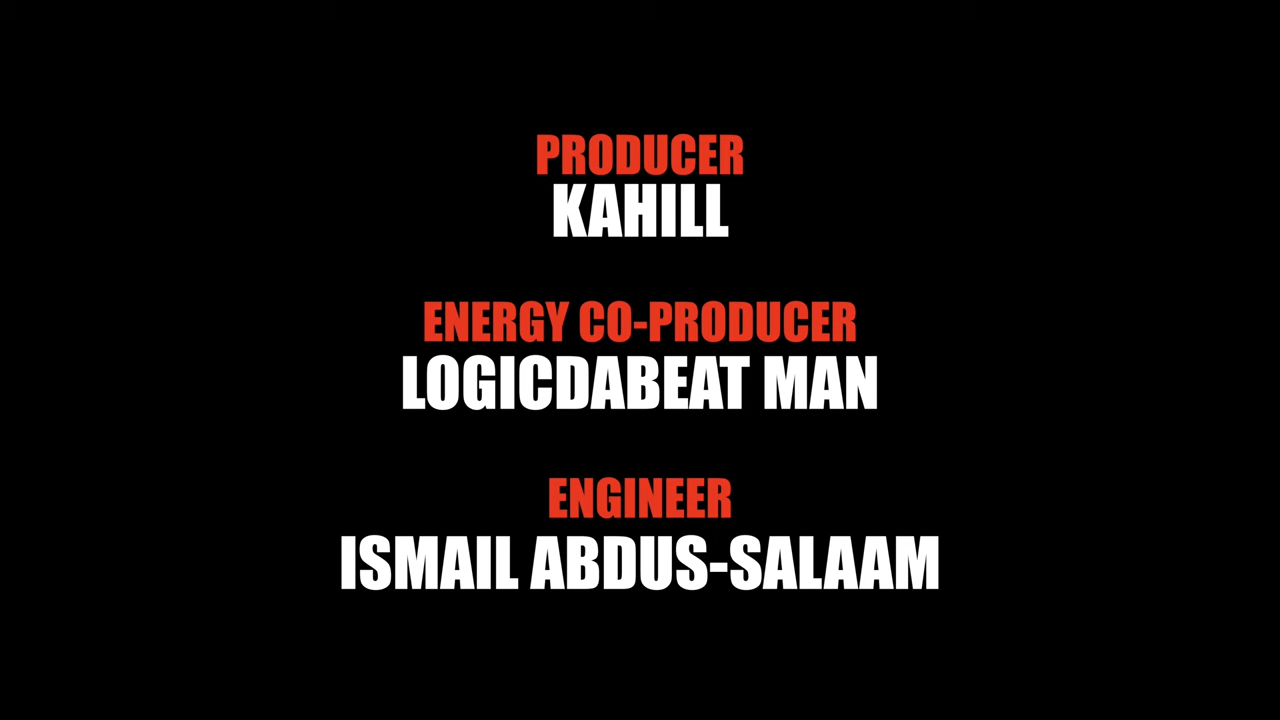 PRODUCER
KAHILL
ENERGY CO-PRODUCER
LOGICDABEAT MAN
ENGINEER
ISMAIL ABDUS-SALAAM